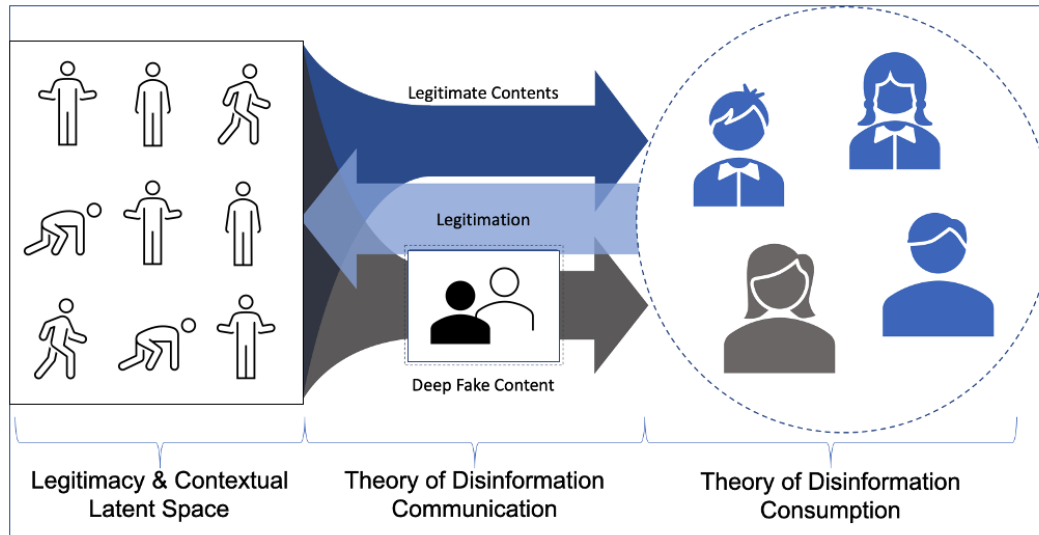 Legitimate Contents
Legitimation
Deep Fake Content
Legitimacy & Contextual
Latent Space
Theory of Disinformation
Communication
Theory of Disinformation
Consumption